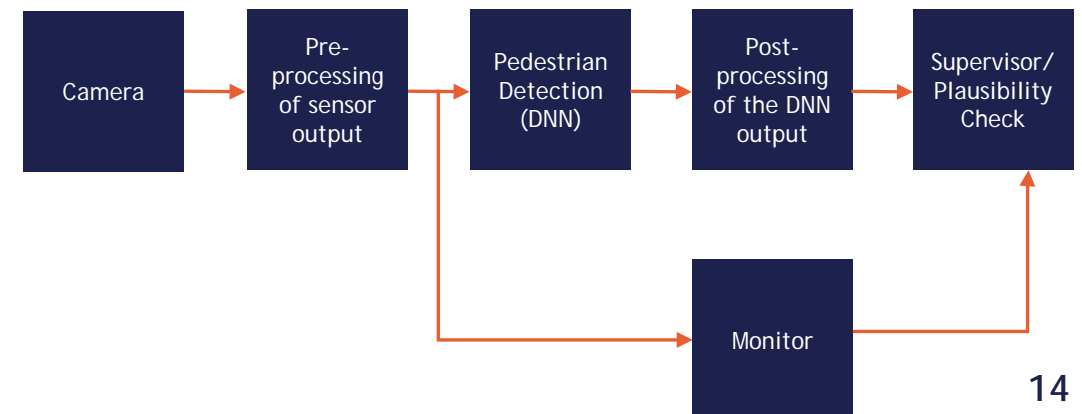 Camera
Pre-
processing
of sensor
output
Pedestrian
Detection
(DNN)
Post-
processing
of the DNN
output
Supervisor/
Plausibility
Check
Monitor
14